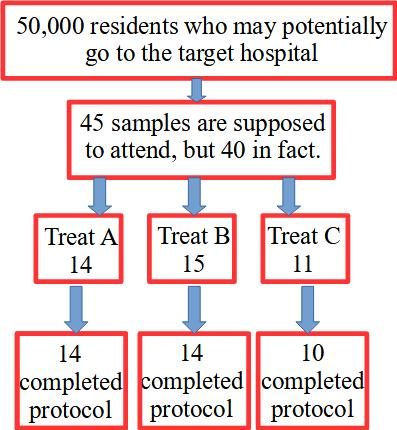 50,000 residents who may potentially
go to the target hospital
45 samples are supposed
to attend, but 40 in fact.
Treat A
14
Treat B
15
Treat C
11
14
completed
protocol
14
completed
protocol
10
completed
protocol